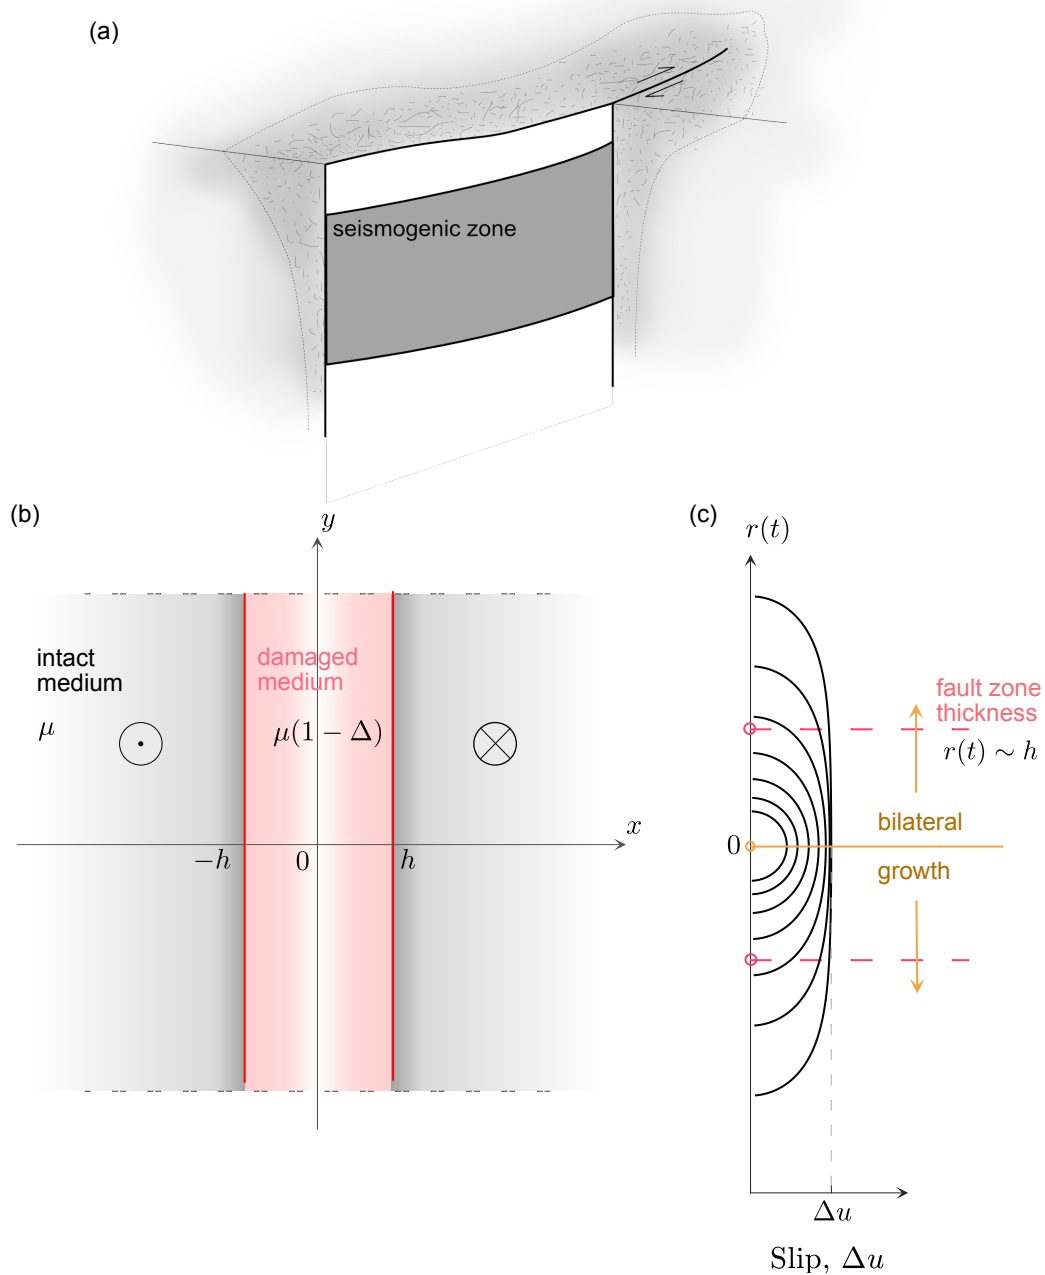 (a)
seismogenic zone
(b)
y
intact
medium
μ
damaged
medium
μ(1 − Δ)
x
−h
0
h
(c)
r(t)
fault zone
thickness
r(t) ∼ h
bilateral
0
growth
Δu
Slip, Δu